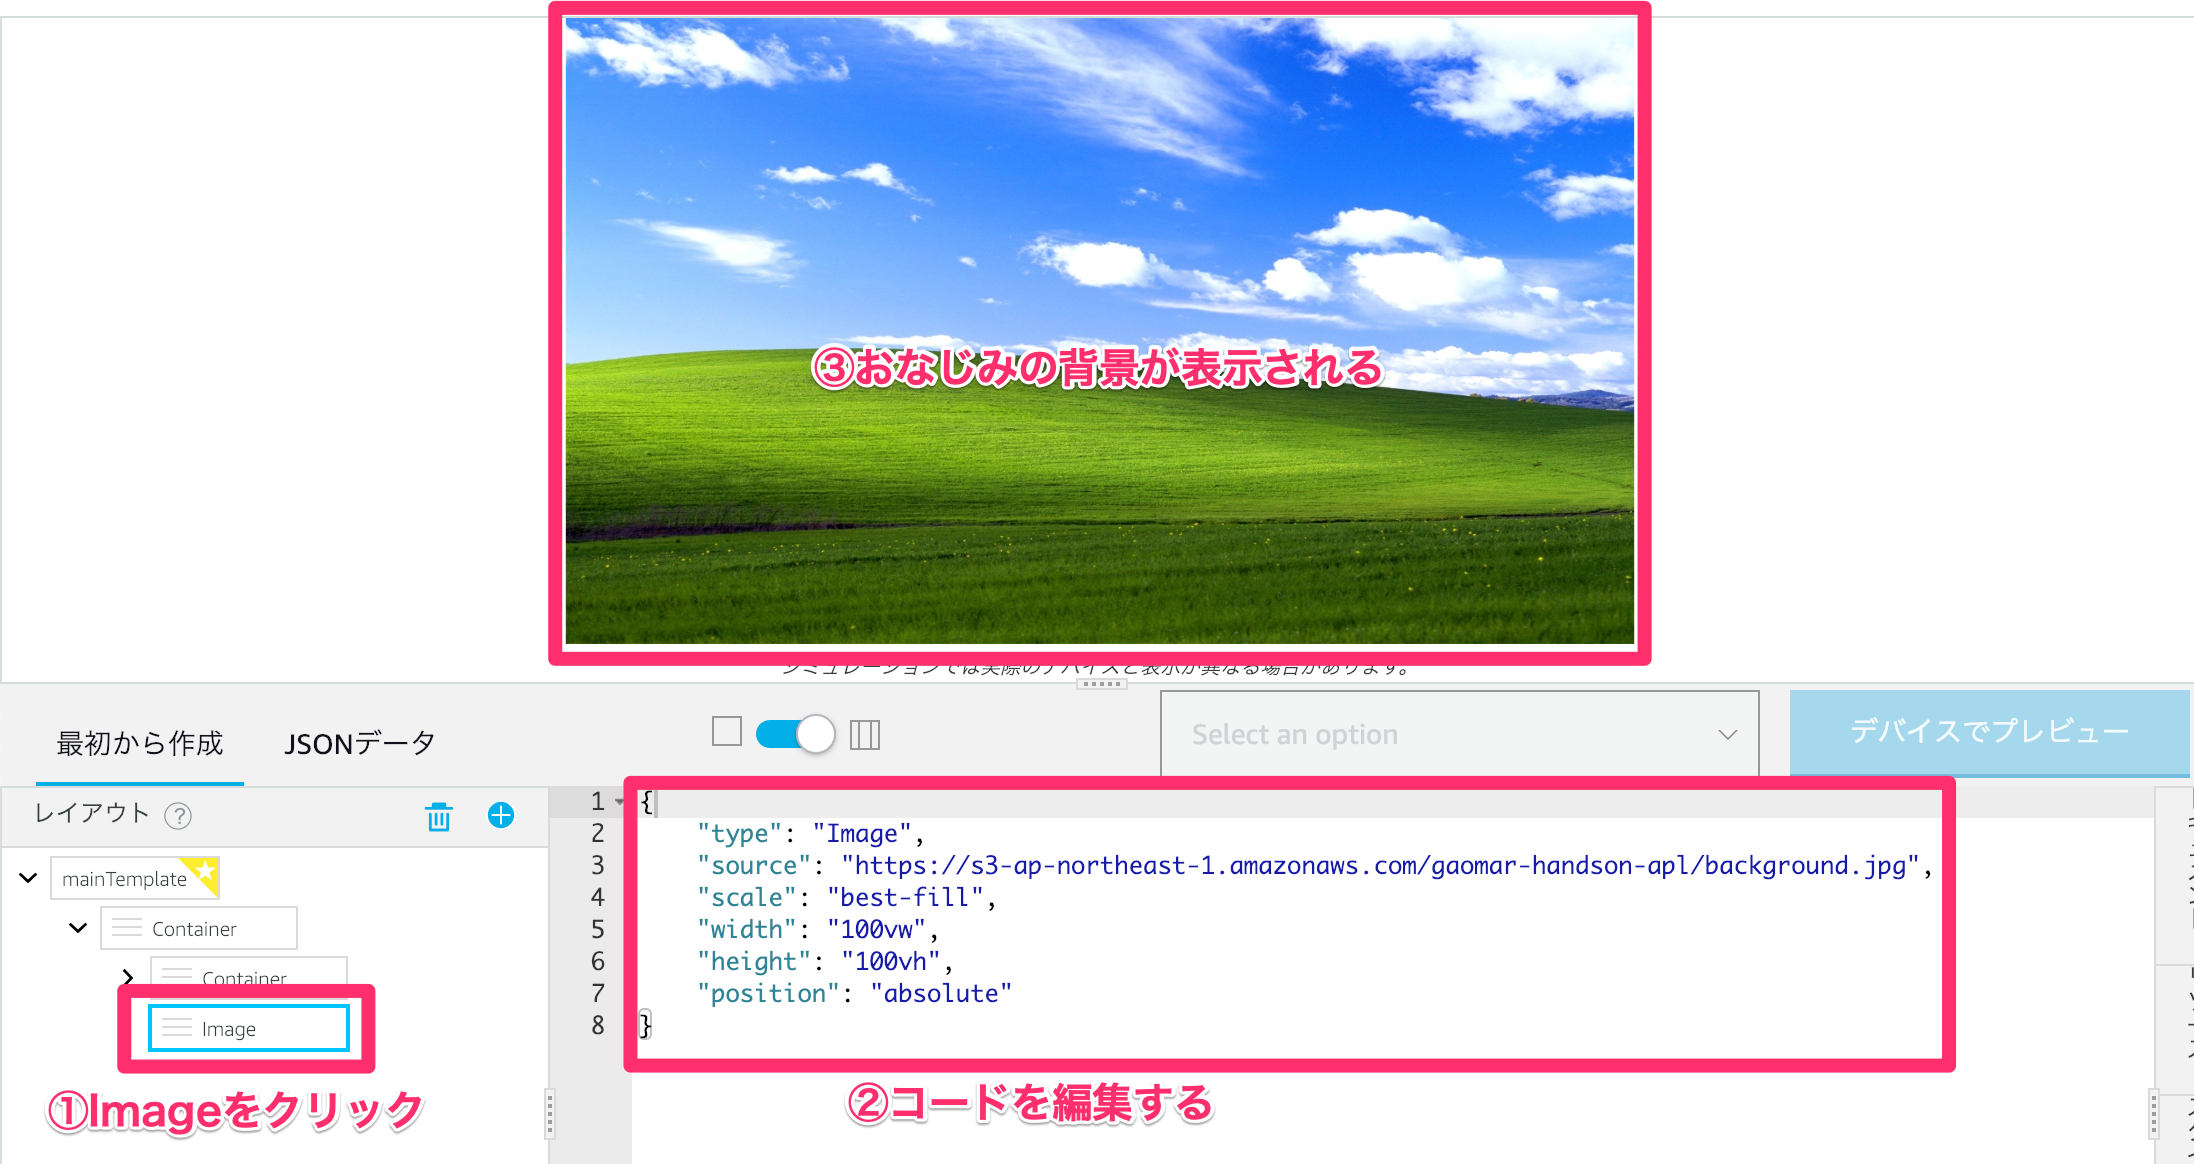 ③おなじみの背景が表示される
シミュレーションでは実際のデバイスと表示が異なる場合があります。
最初から作成
JSONデータ
Select an option
デバイスでプレビュー
レイアウト ?
mainTemplate
Container
Container
Image
①Imageをクリック
1 {
2 "type": "Image",
3 "source": "https://s3-ap-northeast-1.amazonaws.com/gaomar-handson-apl/background.jpg",
4 "scale": "best-fill",
5 "width": "100vw",
6 "height": "100vh",
7 "position": "absolute"
8 }
②コードを編集する